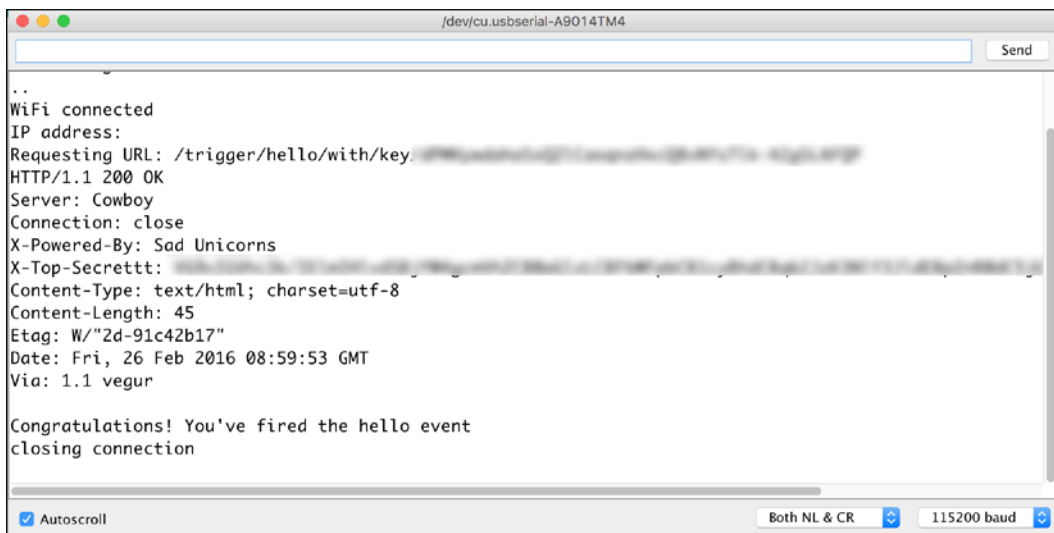 /dev/cu.usbserial-A9014TM4
Send
..
WiFi connected
IP address:
Requesting URL: /trigger/hello/with/key
HTTP/1.1 200 OK
Server: Cowboy
Connection: close
X-Powered-By: Sad Unicorns
X-Top-Secrettt:
Content-Type: text/html; charset=utf-8
Content-Length: 45
Etag: W/"2d-91c42b17"
Date: Fri, 26 Feb 2016 08:59:53 GMT
Via: 1.1 vegur
Congratulations! You've fired the hello event
closing connection
Autoscroll
Both NL & CR
115200 baud